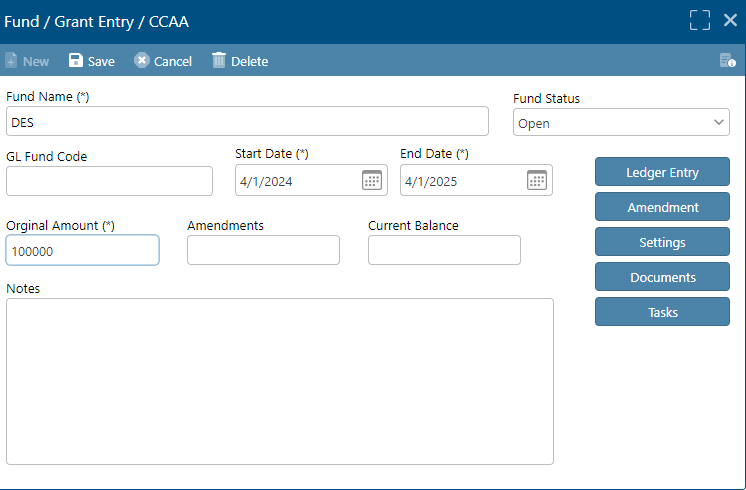 Fund / Grant Entry / CCAA
New Save Cancel Delete
Fund Name (*) Fund Status
DES Open
GL Fund Code Start Date (*) End Date (*)
4/1/2024 4/1/2025
Ledger Entry
Amendment
Orginal Amount (*) Amendments Current Balance
100000
Settings
Documents
Notes
Tasks